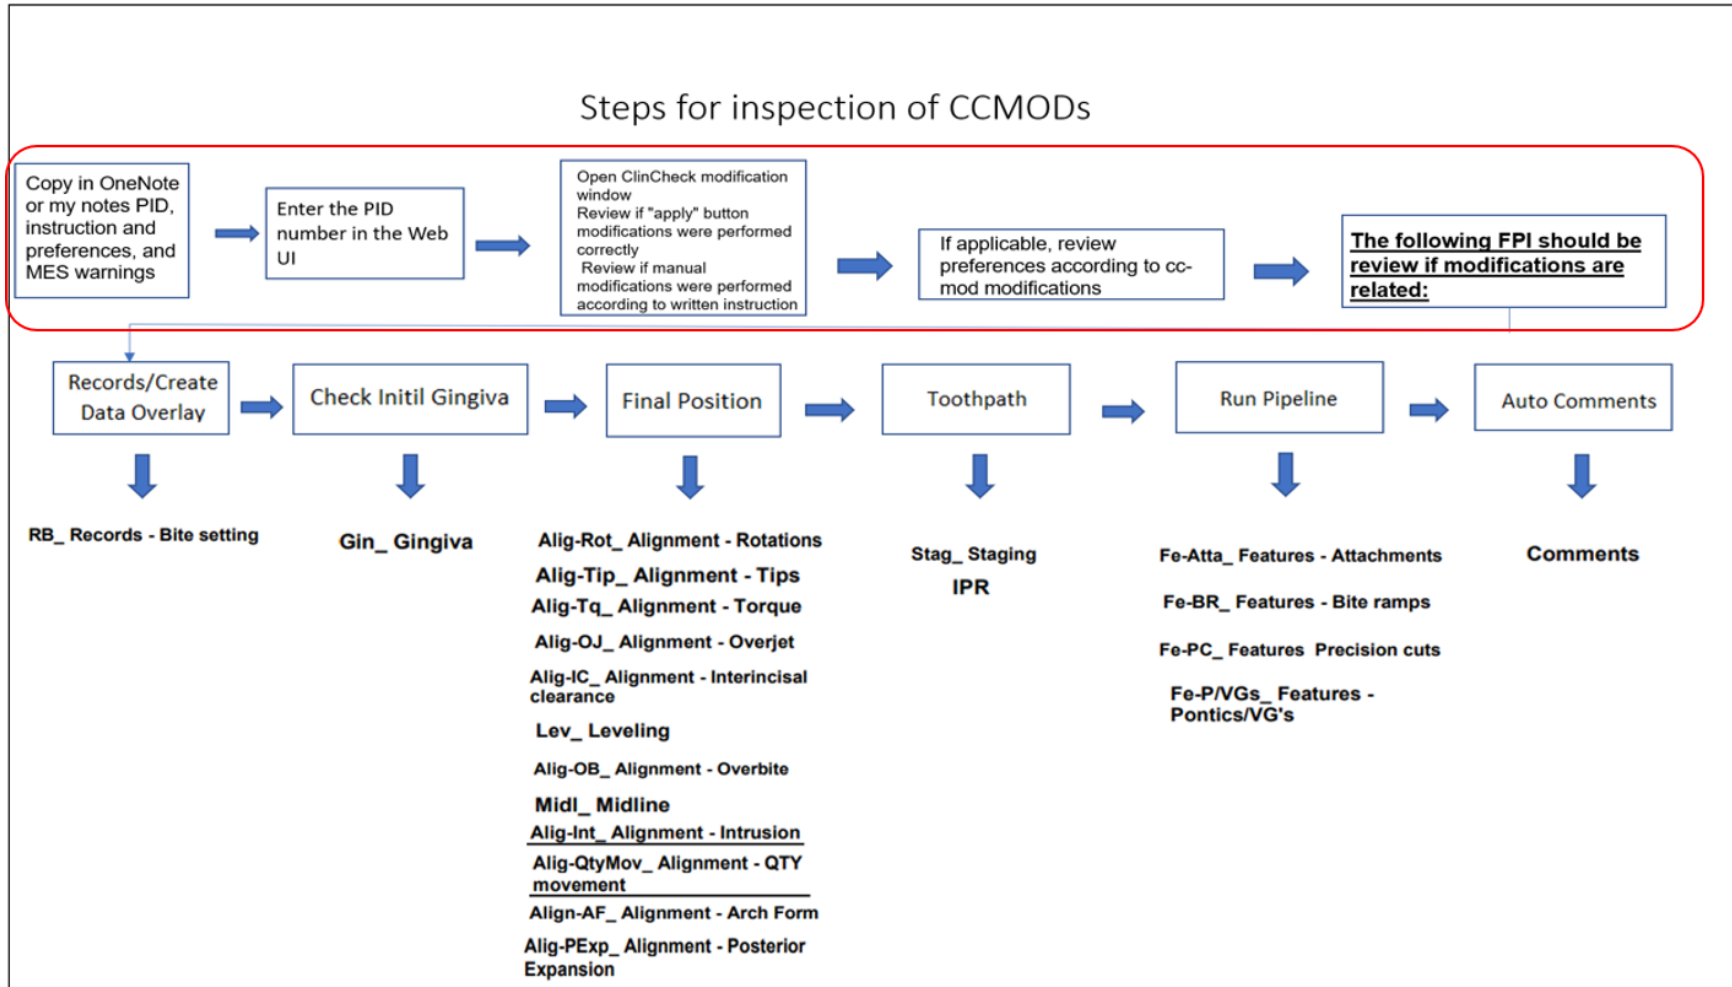 Steps for inspection of CCMODs
Copy in OneNote
or my notes PID,
instruction and
preferences, and
MES warnings
Enter the PID
number in the Web
UI
Open ClinCheck modification
window
Review if "apply" button
modifications were performed
correctly
Review if manual
modifications were performed
according to written instruction
If applicable, review
preferences according to cc-
mod modifications
The following FPI should be
review if modifications are
related:
Records/Create
Data Overlay
Check Initil Gingiva
Final Position
Toothpath
Run Pipeline
Auto Comments
RB_ Records - Bite setting
Gin_ Gingiva
Alig-Rot_ Alignment - Rotations
Alig-Tip_ Alignment - Tips
Alig-Tq_ Alignment - Torque
Alig-OJ_ Alignment - Overjet
Alig-IC_ Alignment - Interincisal
clearance
Lev_ Leveling
Alig-OB_ Alignment - Overbite
Midl_ Midline
Alig-Int_ Alignment - Intrusion
Alig-QtyMov_ Alignment - QTY
movement
Align-AF_ Alignment - Arch Form
Alig-PExp_ Alignment - Posterior
Expansion
Stag_ Staging
IPR
Fe-Atta_ Features - Attachments
Fe-BR_ Features - Bite ramps
Fe-PC_ Features  Precision cuts
Fe-P/VGs_ Features -
Pontics/VG's
Comments